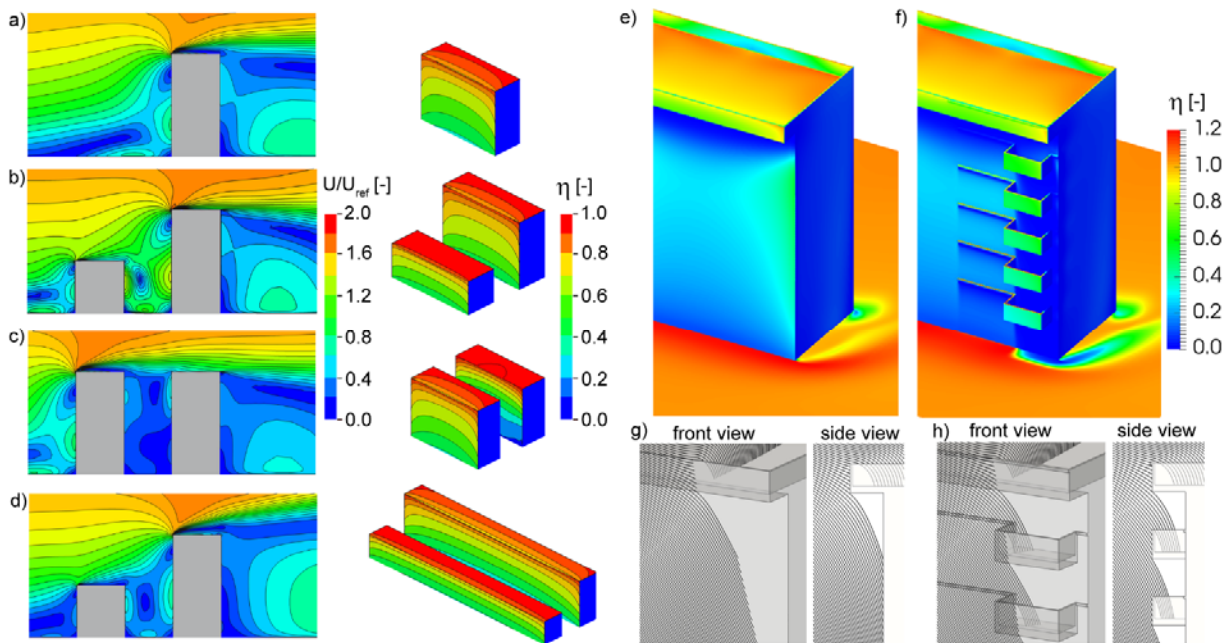 a)
b)
c)
d)
U/Uref [-]
2.0
1.6
1.2
0.8
0.4
0.0
η [-]
1.0
0.8
0.6
0.4
0.2
0.0
e)
f)
η [-]
1.2
1.0
0.8
0.6
0.4
0.2
0.0
g)
front view
side view
h)
front view
side view